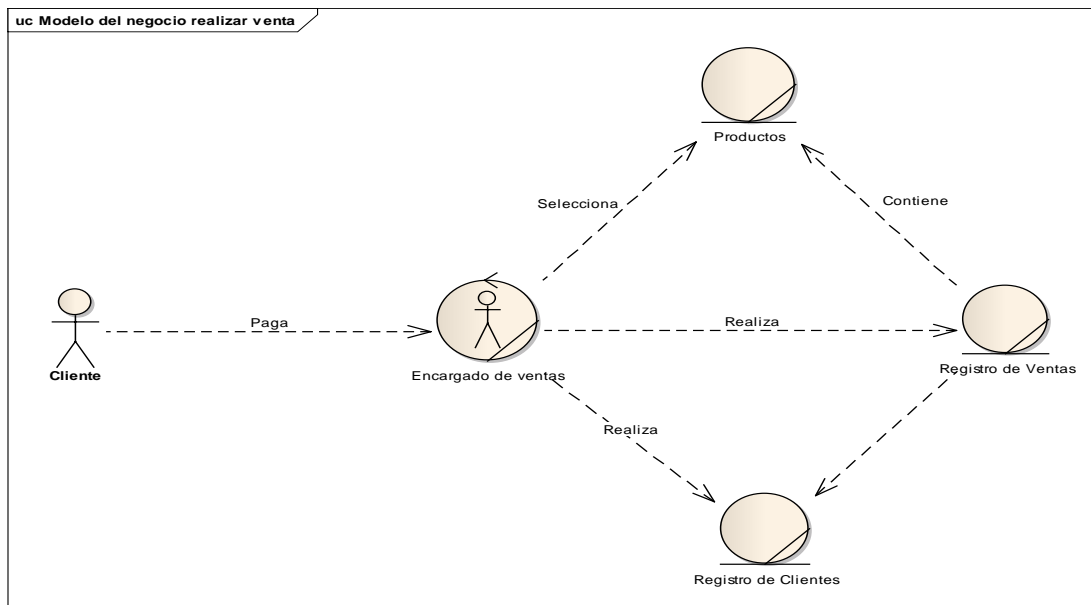 uc Modelo del negocio realizar venta
Productos
Selecciona
Contiene
Paga
Realiza
Cliente
Encargado de ventas
Registro de Ventas
Realiza
Registro de Clientes